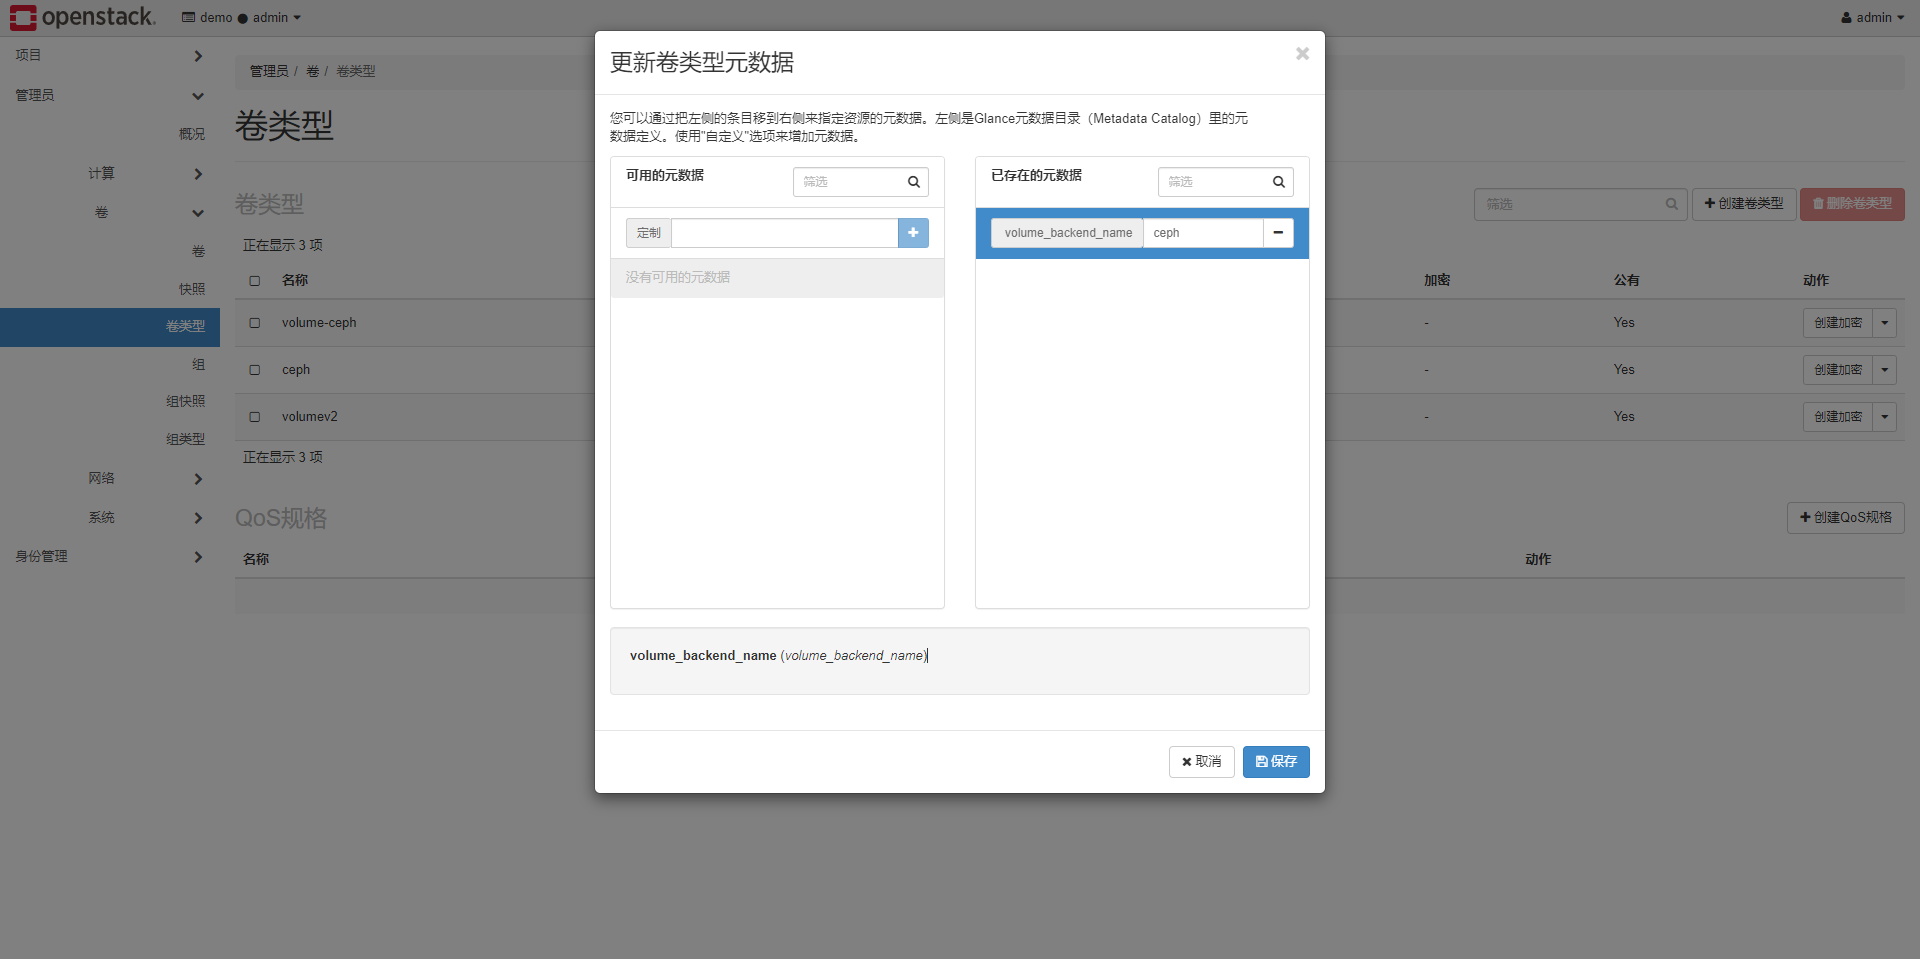 openstack.
demo ● admin
admin
项目
管理员
概况
计算
卷
卷
快照
卷类型
组
组快照
组类型
网络
系统
身份管理
管理员 / 卷 / 卷类型
卷类型
卷类型
筛选
创建卷类型
删除卷类型
正在显示 3 项
名称
加密
公有
动作
volume-ceph
-
Yes
创建加密
ceph
-
Yes
创建加密
volumev2
-
Yes
创建加密
正在显示 3 项
QoS规格
创建QoS规格
名称
动作
更新卷类型元数据
您可以通过把左侧的条目移到右侧来指定资源的元数据。左侧是Glance元数据目录（Metadata Catalog）里的元
数据定义。使用"自定义"选项来增加元数据。
可用的元数据
筛选
定制
没有可用的元数据
已存在的元数据
筛选
volume_backend_name
ceph
volume_backend_name (volume_backend_name)
取消
保存